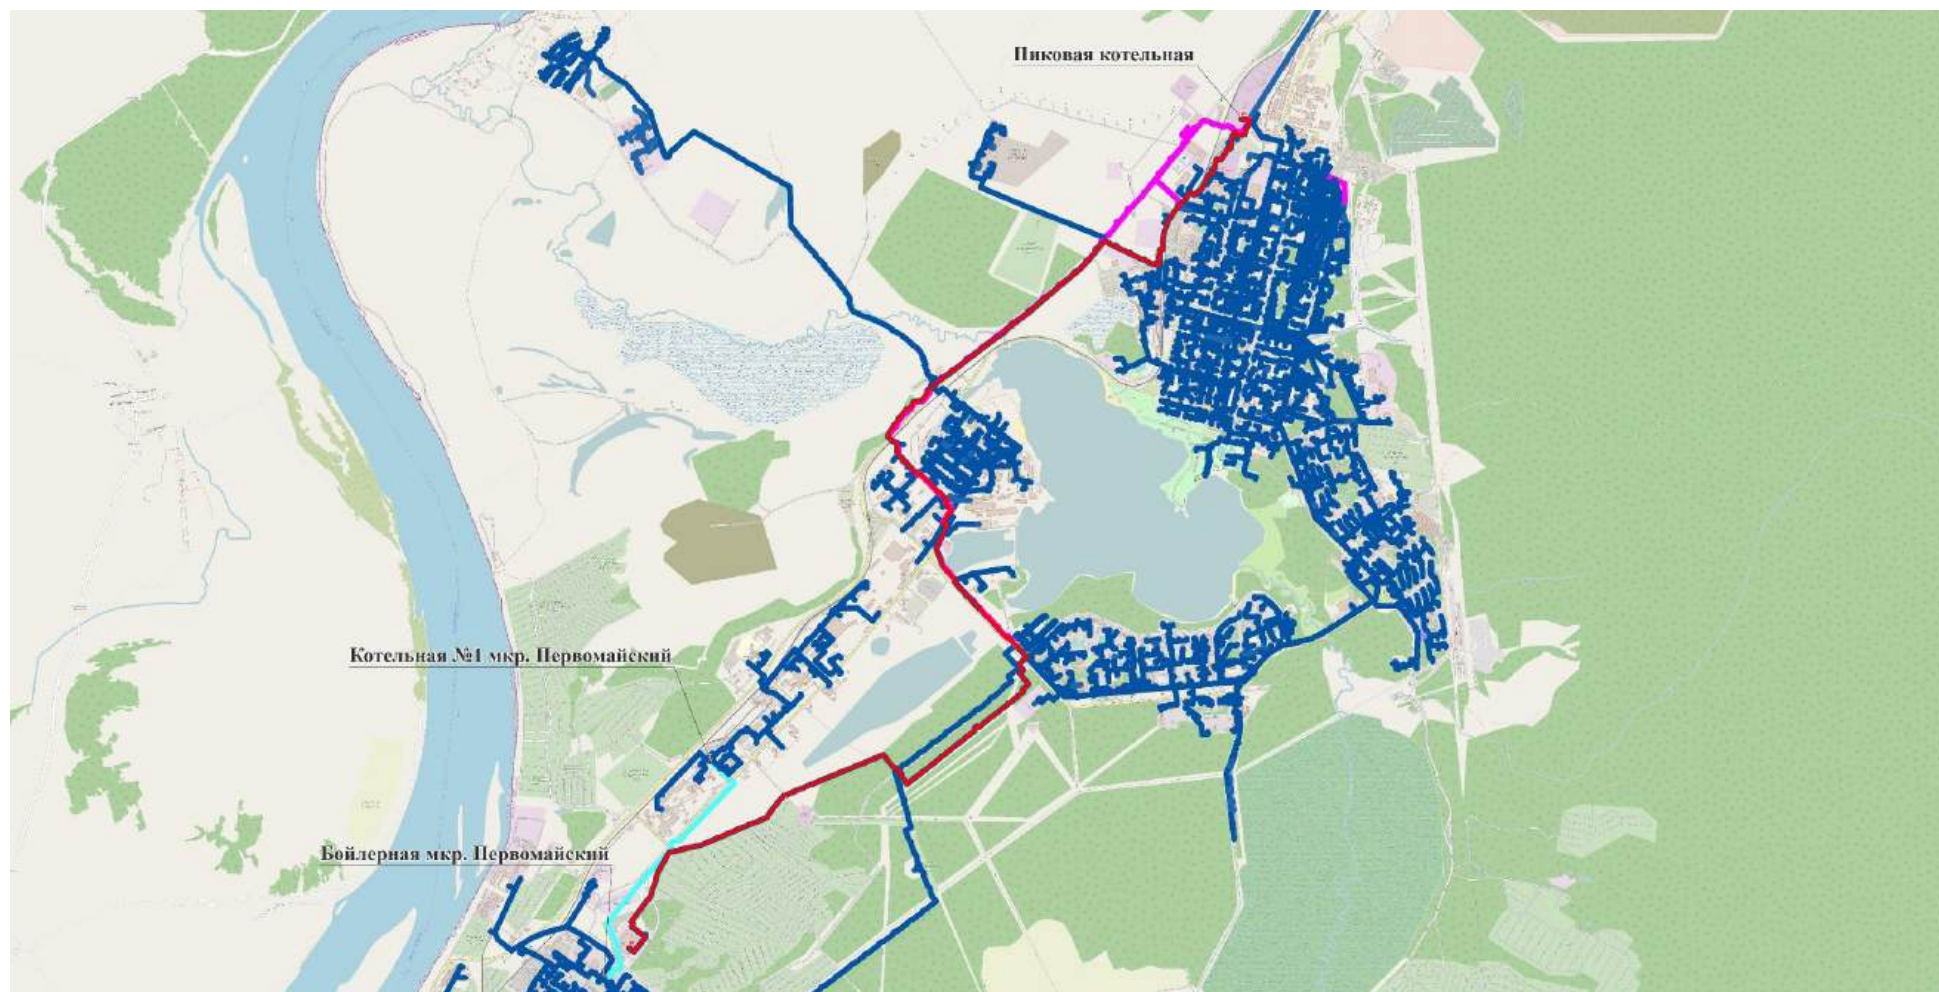 Пиковая котельная
Котельная №1 мкр. Первомайский
Бойлерная мкр. Первомайский